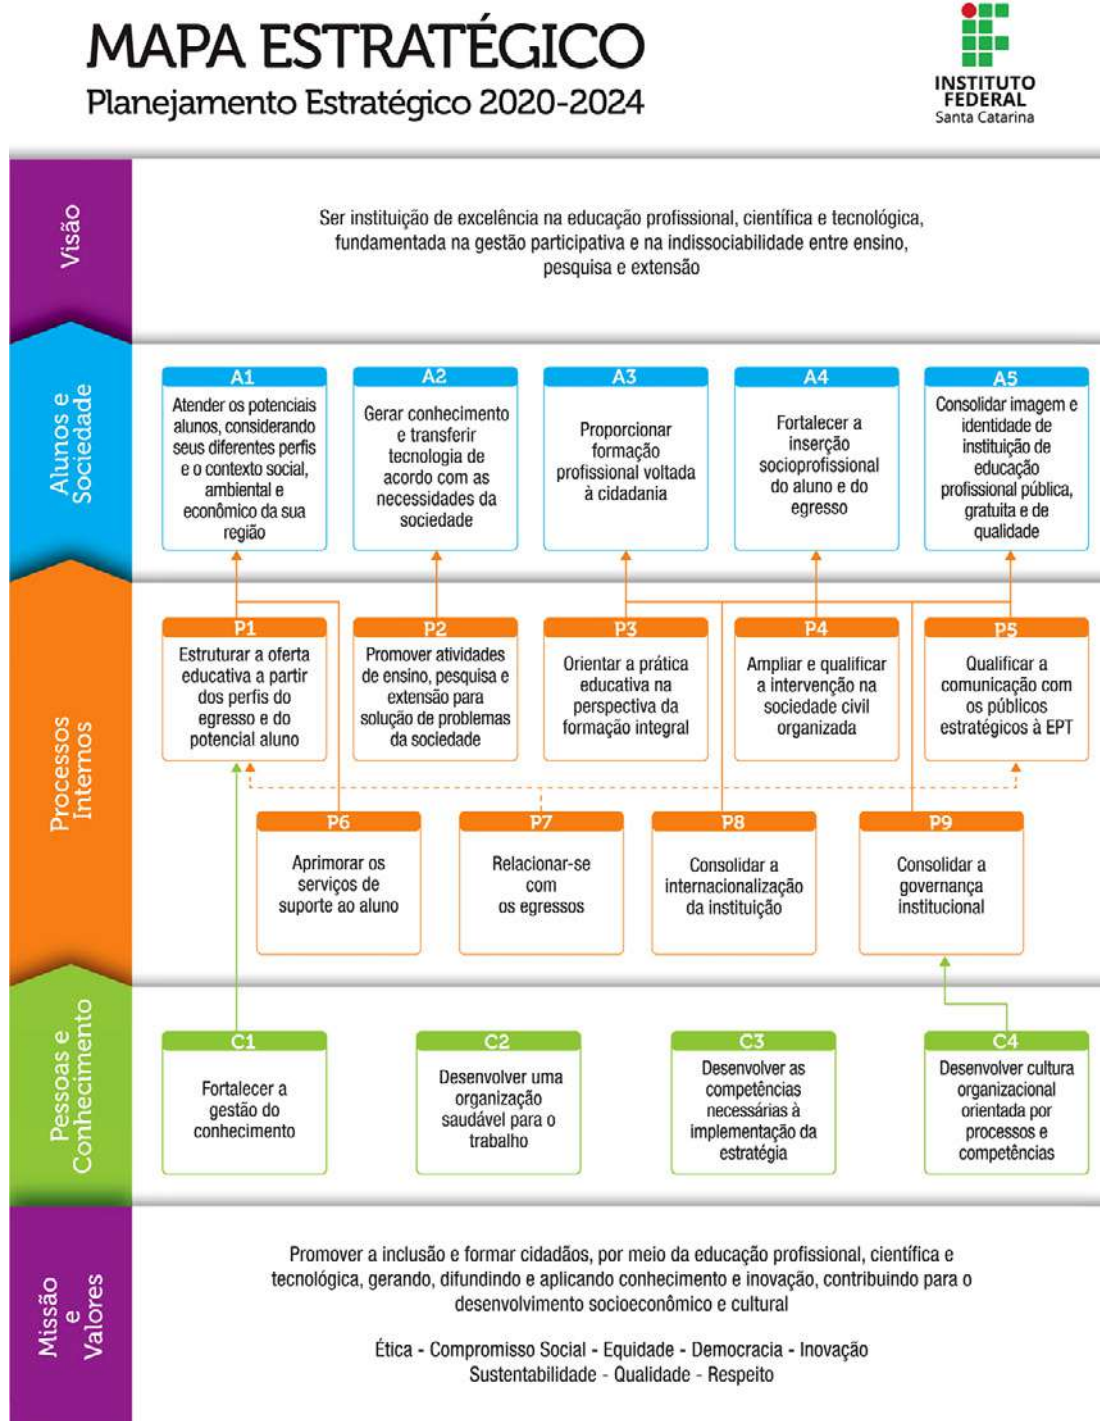 MAPA ESTRATÉGICO
Planejamento Estratégico 2020-2024
INSTITUTO
FEDERAL
Santa Catarina
Visão
Ser instituição de excelência na educação profissional, científica e tecnológica,
fundamentada na gestão participativa e na indissociabilidade entre ensino,
pesquisa e extensão
Alunos e
Sociedade
A1
Atender os potenciais
alunos, considerando
seus diferentes perfis
e o contexto social,
ambiental e
econômico da sua
região
A2
Gerar conhecimento
e transferir
tecnologia de
acordo com as
necessidades da
sociedade
A3
Proporcionar
formação
profissional voltada
à cidadania
A4
Fortalecer a
inserção
socioprofissional
do aluno e do
egresso
A5
Consolidar imagem e
identidade de
instituição de
educação
profissional pública,
gratuita e de
qualidade
Processos
Internos
P1
Estruturar a oferta
educativa a partir
dos perfis do
egresso e do
potencial aluno
P2
Promover atividades
de ensino, pesquisa e
extensão para
solução de problemas
da sociedade
P3
Orientar a prática
educativa na
perspectiva da
formação integral
P4
Ampliar e qualificar
a intervenção na
sociedade civil
organizada
P5
Qualificar a
comunicação com
os públicos
estratégicos à EPT
P6
Aprimorar os
serviços de
suporte ao aluno
P7
Relacionar-se
com
os egressos
P8
Consolidar a
internacionalização
da instituição
P9
Consolidar a
governança
institucional
Pessoas e
Conhecimento
C1
Fortalecer a
gestão do
conhecimento
C2
Desenvolver uma
organização
saudável para o
trabalho
C3
Desenvolver as
competências
necessárias à
implementação da
estratégia
C4
Desenvolver cultura
organizacional
orientada por
processos e
competências
Missão
e
Valores
Promover a inclusão e formar cidadãos, por meio da educação profissional, científica e
tecnológica, gerando, difundindo e aplicando conhecimento e inovação, contribuindo para o
desenvolvimento socioeconômico e cultural
Ética - Compromisso Social - Equidade - Democracia - Inovação
Sustentabilidade - Qualidade - Respeito